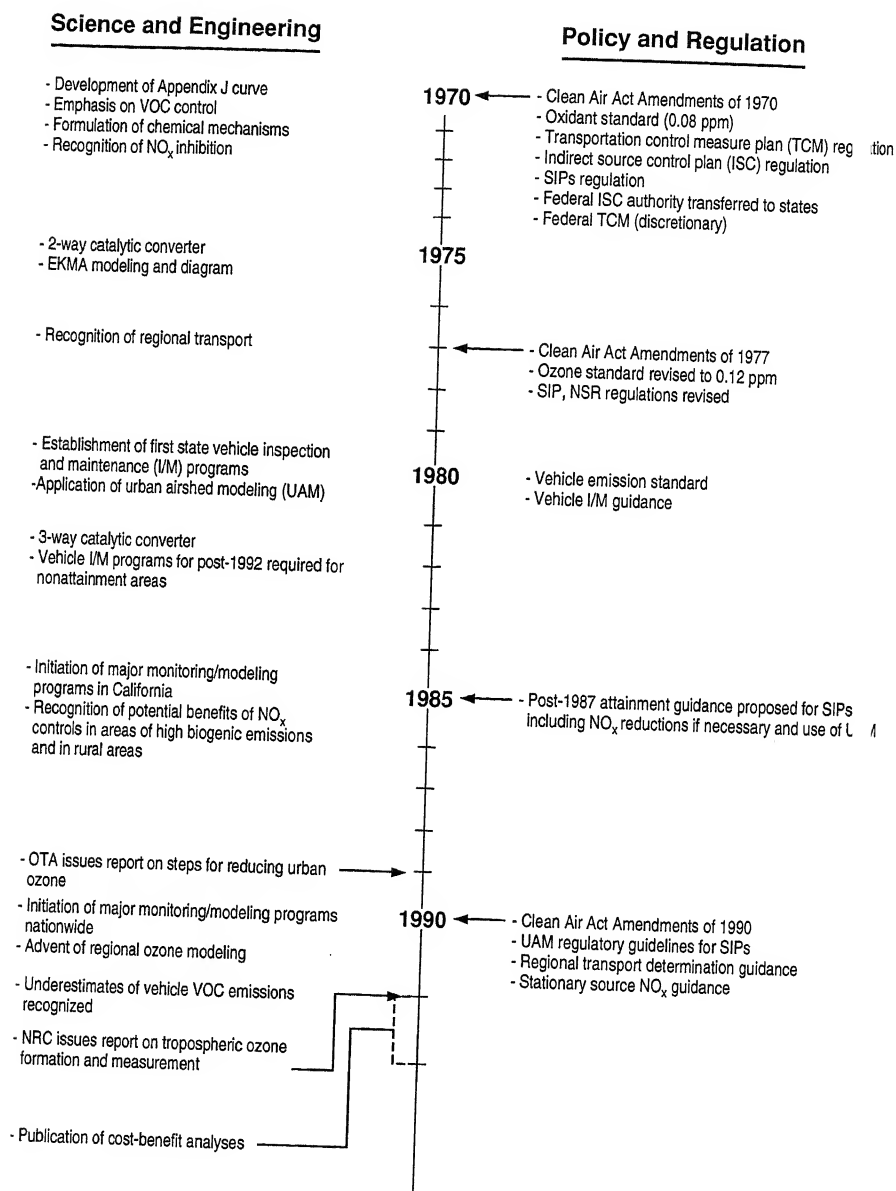 Science and Engineering
- Development of Appendix J curve
- Emphasis on VOC control
- Formulation of chemical mechanisms
- Recognition of NOx inhibition
- 2-way catalytic converter
- EKMA modeling and diagram
- Recognition of regional transport
- Establishment of first state vehicle inspection
and maintenance (I/M) programs
-Application of urban airshed modeling (UAM)
- 3-way catalytic converter
- Vehicle I/M programs for post-1992 required for
nonattainment areas
- Initiation of major monitoring/modeling
programs in California
- Recognition of potential benefits of NOx
controls in areas of high biogenic emissions
and in rural areas
- OTA issues report on steps for reducing urban
ozone
- Initiation of major monitoring/modeling programs
nationwide
- Advent of regional ozone modeling
- Underestimates of vehicle VOC emissions
recognized
- NRC issues report on tropospheric ozone
formation and measurement
- Publication of cost-benefit analyses
1970
1975
1980
1985
1990
Policy and Regulation
- Clean Air Act Amendments of 1970
- Oxidant standard (0.08 ppm)
- Transportation control measure plan (TCM)
- Indirect source control plan (ISC) regulation
- SIPs regulation
- Federal ISC authority transferred to states
- Federal TCM (discretionary)
- Clean Air Act Amendments of 1977
- Ozone standard revised to 0.12 ppm
- SIP, NSR regulations revised
- Vehicle emission standard
- Vehicle I/M guidance
- Post-1987 attainment guidance proposed for SIPs
including NOx reductions if necessary and use of
- Clean Air Act Amendments of 1990
- UAM regulatory guidelines for SIPs
- Regional transport determination guidance
- Stationary source NOx guidance